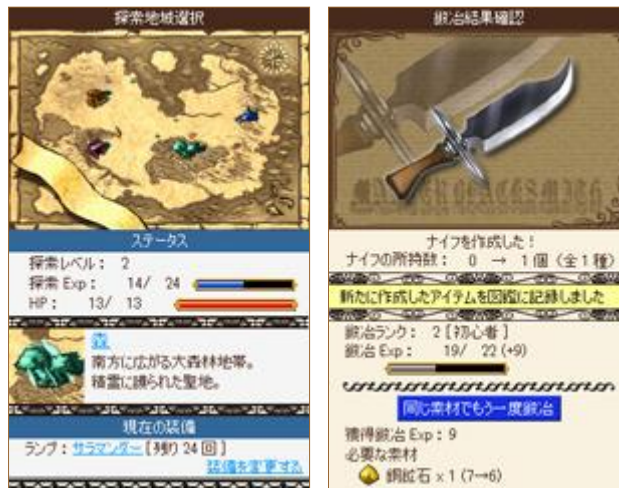 探索地域選択
ステータス
探索レベル： 2
探索 Exp： 14/ 24
HP： 13/ 13
森
南方に広がる大森林地帯。
精霊に護られた聖地。
現在の装備
ランプ：サラマンダー[残り24回]
装備を変更する
鍛冶結果確認
ナイフを作成した！
ナイフの所持数： 0 → 1個（全1種）
新たに作成したアイテムを図鑑に記録しました
鍛冶ランク： 2[初心者]
鍛冶 Exp： 19/ 22 (+9)
同じ素材でもう一度鍛冶
獲得鍛冶 Exp：9
必要な素材
銅鉱石 x 1 (7→6)